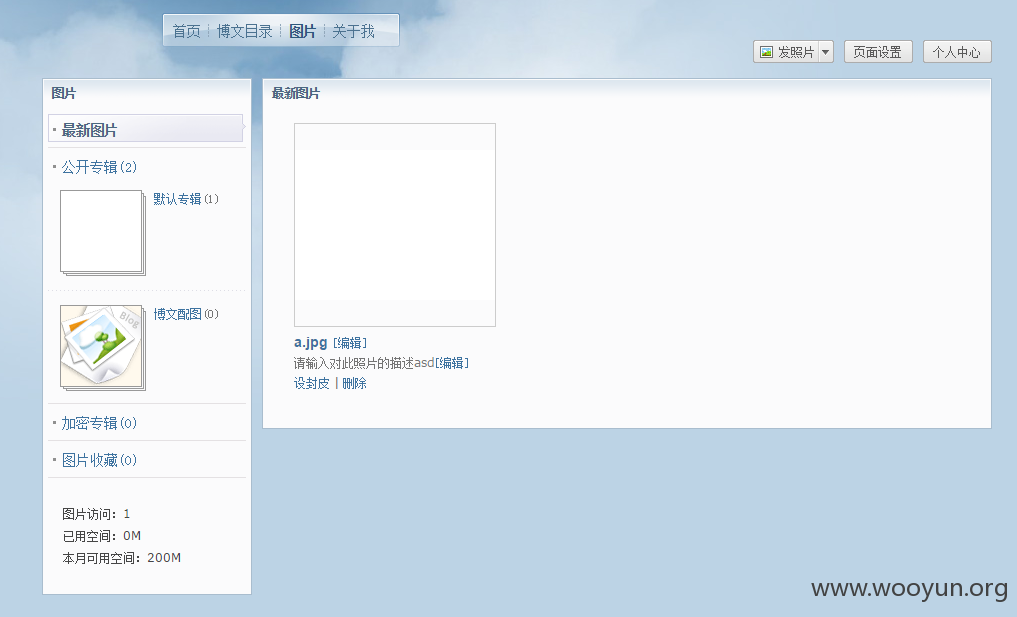 首页 博文目录 图片 关于我
发照片 页面设置 个人中心
图片
最新图片
公开专辑(2)
默认专辑(1)
Blog
博文配图(0)
加密专辑(0)
图片收藏(0)
图片访问：1
已用空间：0M
本月可用空间：200M
最新图片
a.jpg [编辑]
请输入对此照片的描述asd[编辑]
设封皮 | 删除
www.wooyun.org